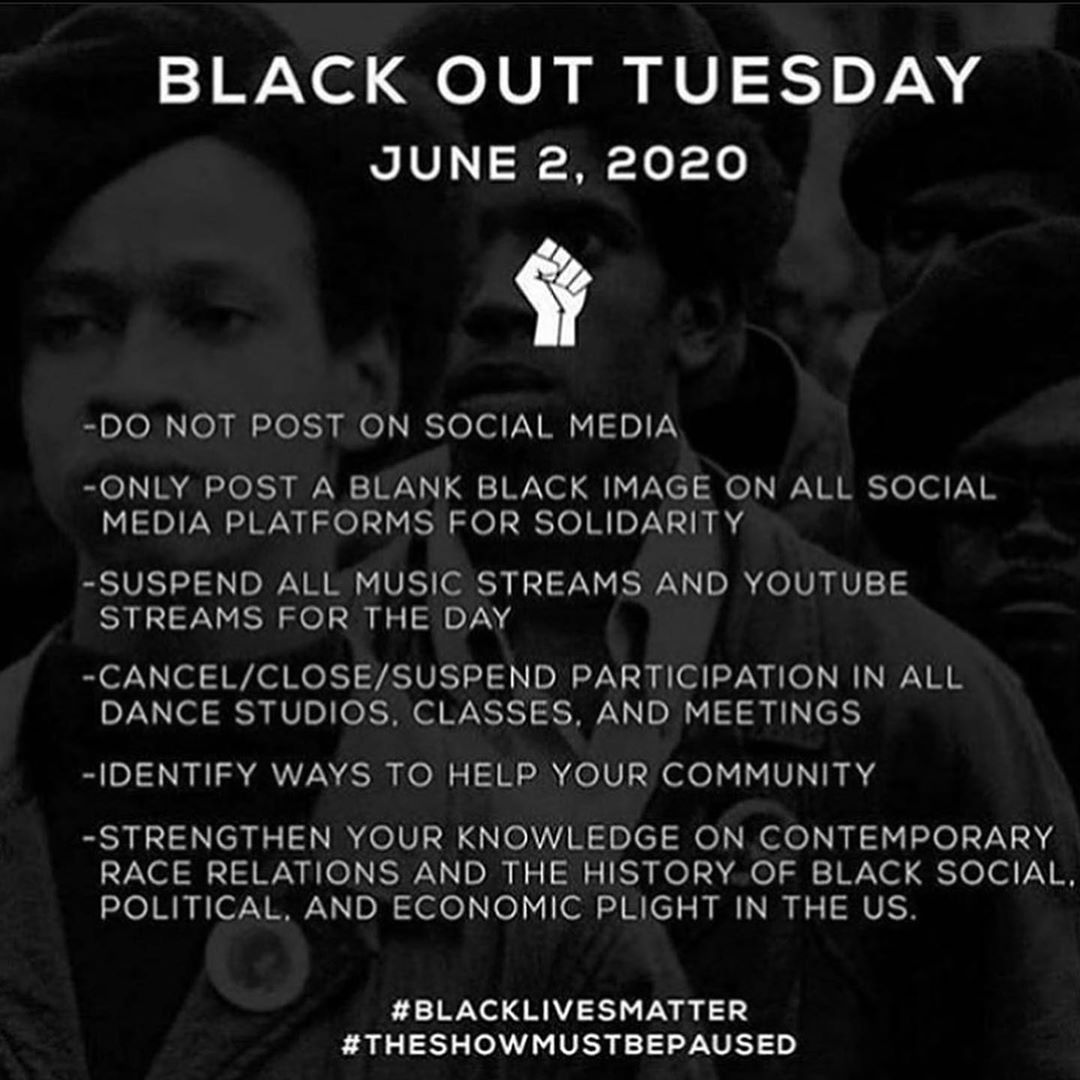 BLACK OUT TUESDAY
JUNE 2, 2020
-DO NOT POST ON SOCIAL MEDIA
-ONLY POST A BLANK BLACK IMAGE ON ALL SOCIAL
MEDIA PLATFORMS FOR SOLIDARITY
-SUSPEND ALL MUSIC STREAMS AND YOUTUBE
STREAMS FOR THE DAY
-CANCEL/CLOSE/SUSPEND PARTICIPATION IN ALL
DANCE STUDIOS, CLASSES, AND MEETINGS
-IDENTIFY WAYS TO HELP YOUR COMMUNITY
-STRENGTHEN YOUR KNOWLEDGE ON CONTEMPORARY
RACE RELATIONS AND THE HISTORY OF BLACK SOCIAL,
POLITICAL, AND ECONOMIC PLIGHT IN THE US.
#BLACKLIVESMATTER
#THESHOWMUSTBEPAUSED